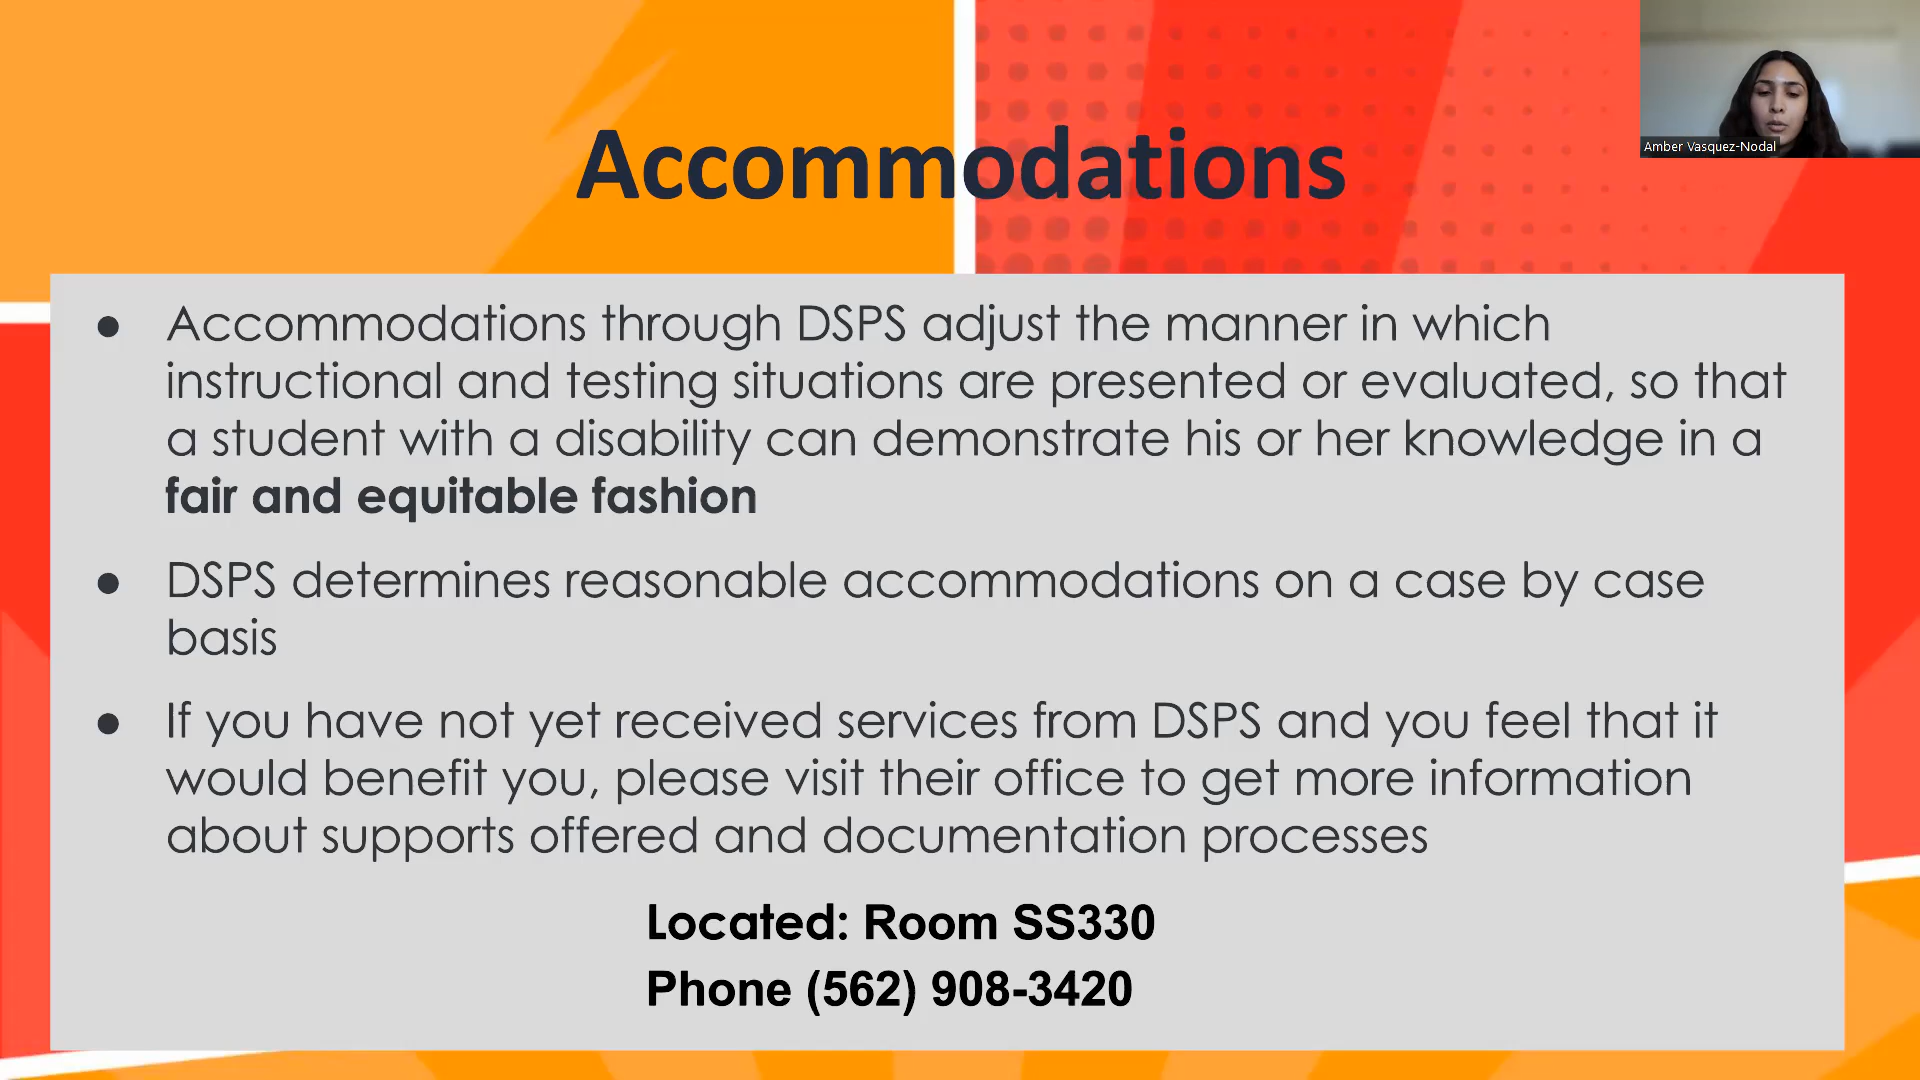 Accommodations
Amber Vasquez-Nodal
● Accommodations through DSPS adjust the manner in which
instructional and testing situations are presented or evaluated, so that
a student with a disability can demonstrate his or her knowledge in a
fair and equitable fashion
● DSPS determines reasonable accommodations on a case by case
basis
● If you have not yet received services from DSPS and you feel that it
would benefit you, please visit their office to get more information
about supports offered and documentation processes
Located: Room SS330
Phone (562) 908-3420